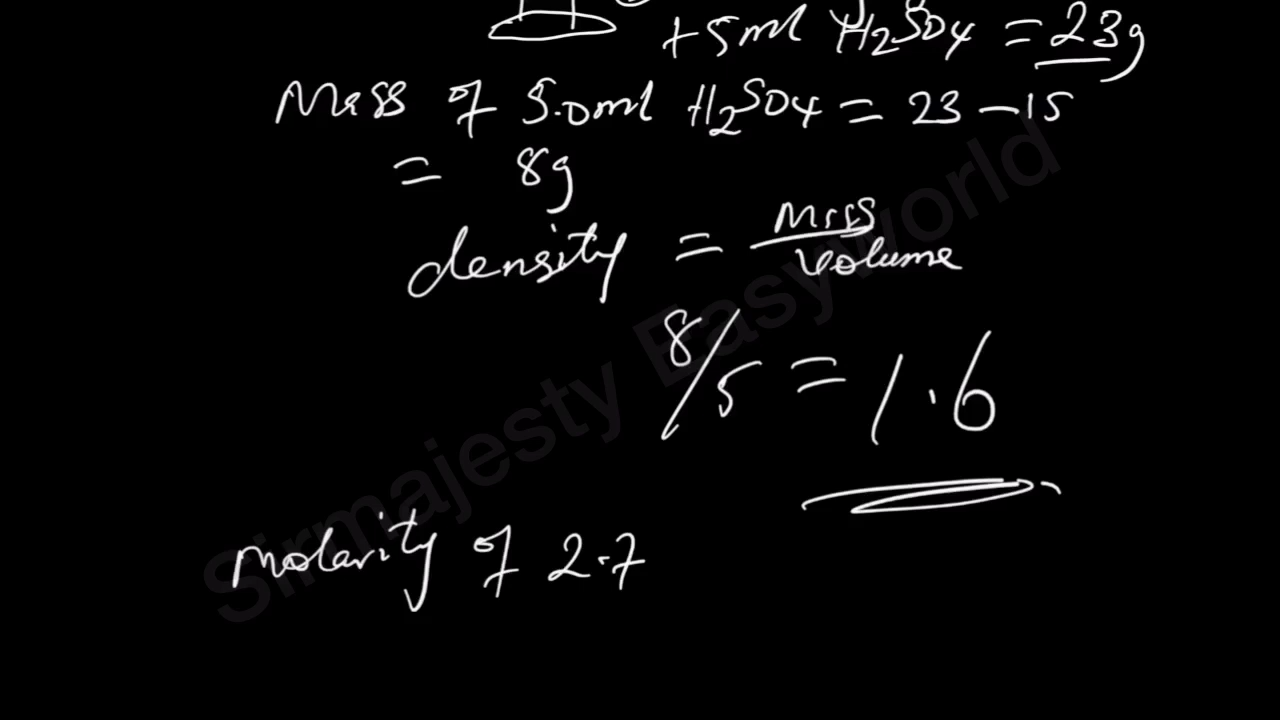 +5ml H₂SO₄ = 23g
Mass of 5.0ml H₂SO₄ = 23 - 15
= 8g
density = Mass
volume
8/5 = 1.6
Molarity of 2.7
Sirmajesty Easyworld